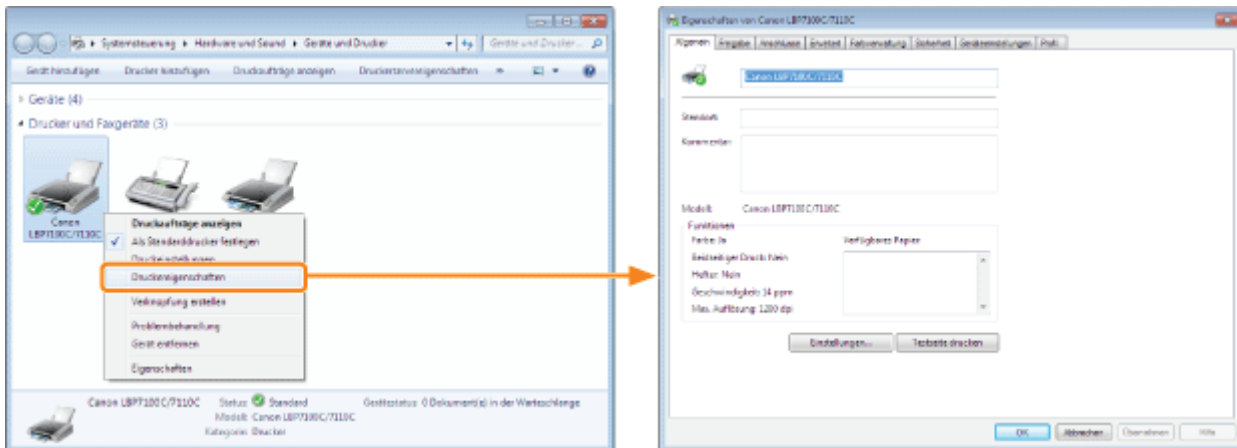 Systemsteuerung ▸ Hardware und Sound ▸ Geräte und Drucker
Geräte und Drucker ...
Gerät hinzufügen Drucker hinzufügen Druckaufträge anzeigen Druckerservereigenschaften »
Geräte (4)
Drucker und Faxgeräte (3)
Canon
LBP7100C/7110C
Druckaufträge anzeigen
Als Standarddrucker festlegen
Druckeinstellungen
Druckereigenschaften
Verknüpfung erstellen
Problembehandlung
Gerät entfernen
Eigenschaften
Canon LBP7100C/7110C Status: Standard Gerätestatus: 0 Dokument(e) in der Warteschlange
Modell: Canon LBP7100C/7110C
Kategorie: Drucker
Eigenschaften von Canon LBP7100C/7110C
Allgemein Freigabe Anschlüsse Erweitert Farbverwaltung Sicherheit Geräteeinstellungen Profil
Canon LBP7100C/7110C
Standort:
Kommentar:
Modell: Canon LBP7100C/7110C
Funktionen
Farbe: Ja Verfügbares Papier:
Beidseitiger Druck: Nein
Heften: Nein
Geschwindigkeit: 14 ppm
Max. Auflösung: 1200 dpi
Einstellungen... Testseite drucken
OK Abbrechen Übernehmen Hilfe